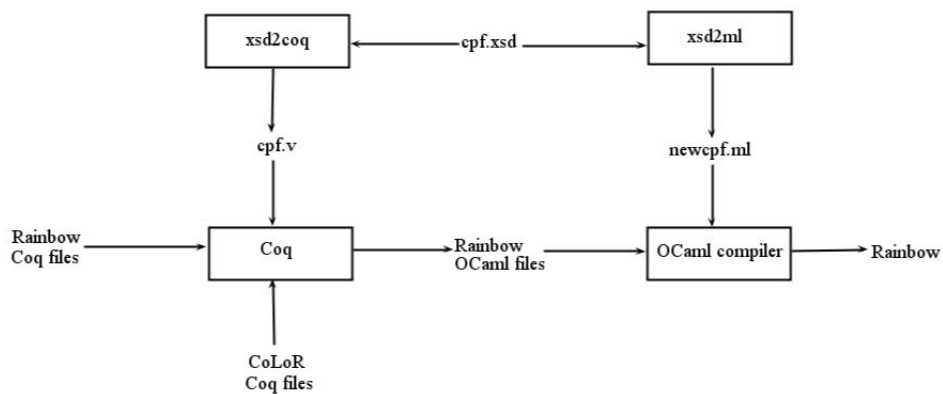 xsd2coq
cpf.xsd
xsd2ml
cpf.v
newcpf.ml
Rainbow
Coq files
Coq
Rainbow
OCaml files
OCaml compiler
Rainbow
CoLoR
Coq files